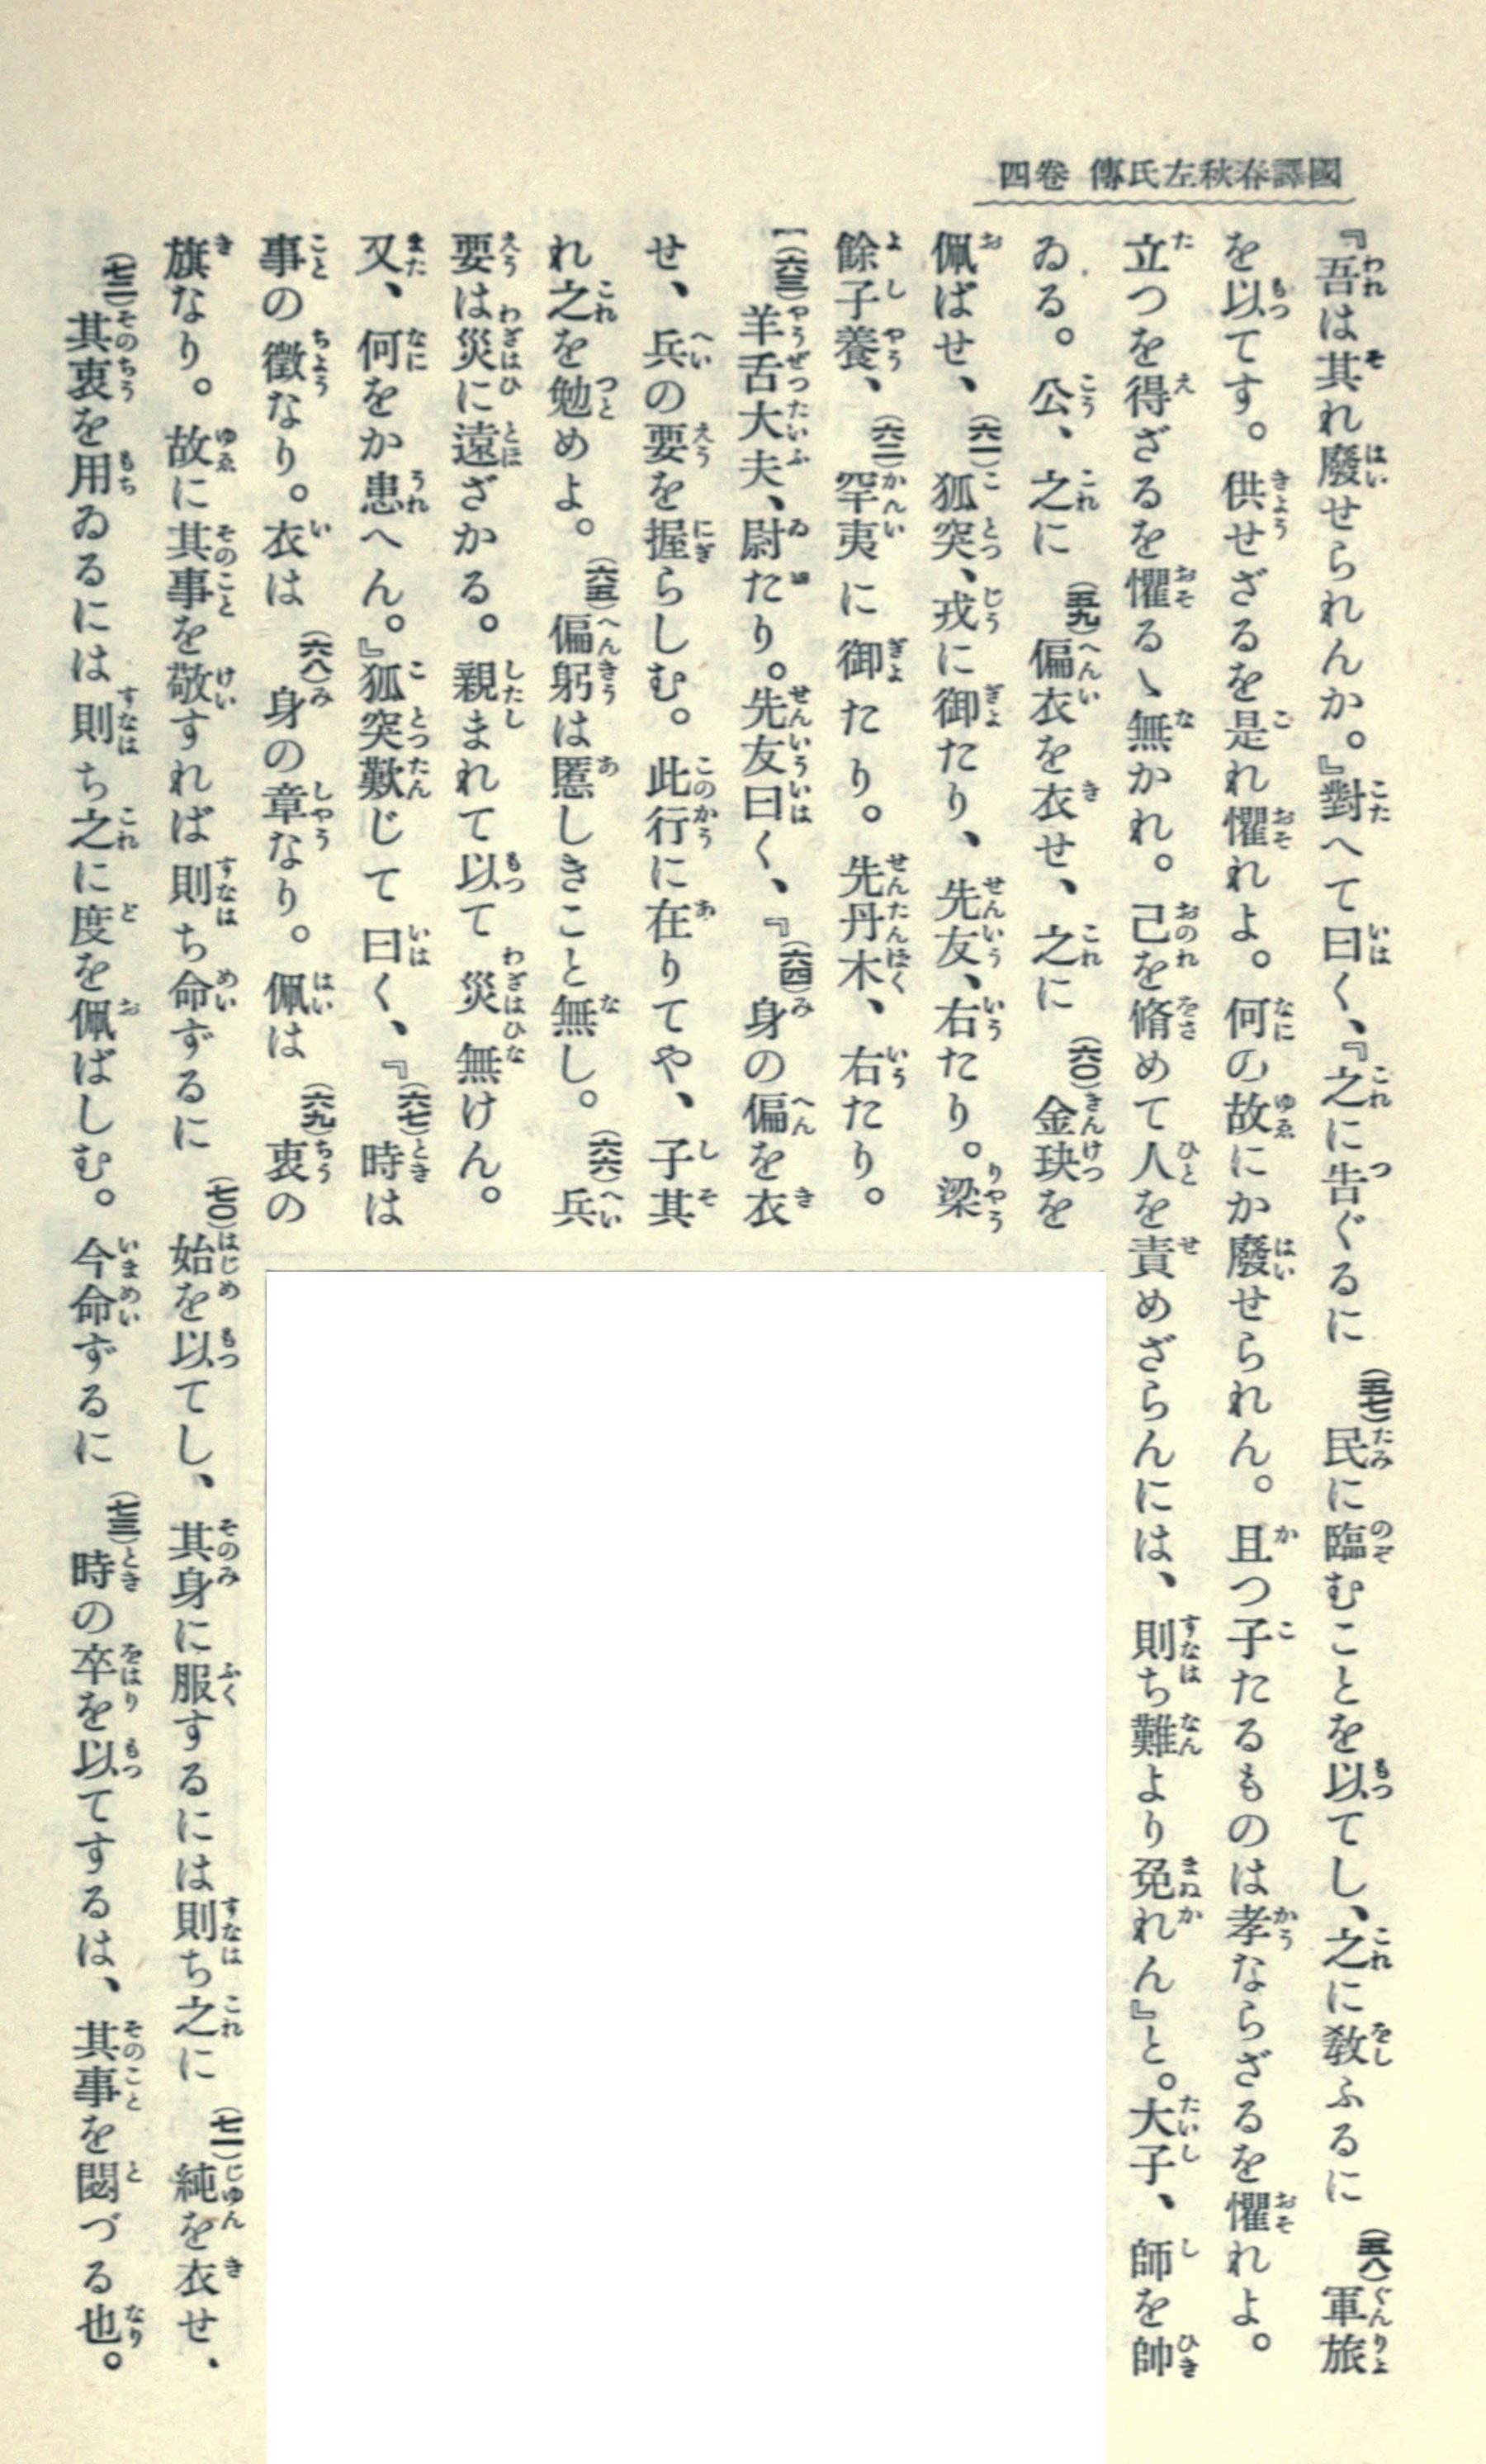 國譯春秋左氏傳 卷四
『吾は其れ廢せられんか。』對へて曰く、『之に告ぐるに(五七)民に臨むことを以てし、之に教ふるに(五八)軍旅
を以てす。供せざるを是れ懼れよ。何の故にか廢せられん。且つ子たるものは孝ならざるを懼れよ。
立つを得ざるを懼るゝ無かれ。己を脩めて人を責めざらんには、則ち難より免れん』と。大子、師を帥
ゐる。公、之に(五九)偏衣を衣せ、之に(六〇)金玦を
佩ばせ、(六一)狐突、戎に御たり、先友、右たり。梁
餘子養、(六二)罕夷に御たり。先丹木、右たり。
(六三)羊舌大夫、尉たり。先友曰く、『(六四)身の偏を衣
せ、兵の要を握らしむ。此行に在りてや、子其
れ之を勉めよ。(六五)偏躬は慝しきこと無し。(六六)兵
要は災に遠ざかる。親まれて以て災無けん。
又、何をか患へん。』狐突歎じて曰く、『(六七)時は
事の徵なり。衣は(六八)身の章なり。佩は(六九)衷の
旗なり。故に其事を敬すれば則ち命ずるに(七〇)始を以てし、其身に服するには則ち之に(七一)純を衣せ、
(七二)其衷を用ゐるには則ち之に度を佩ばしむ。今命ずるに(七三)時の卒を以てするは、其事を閟づる也。